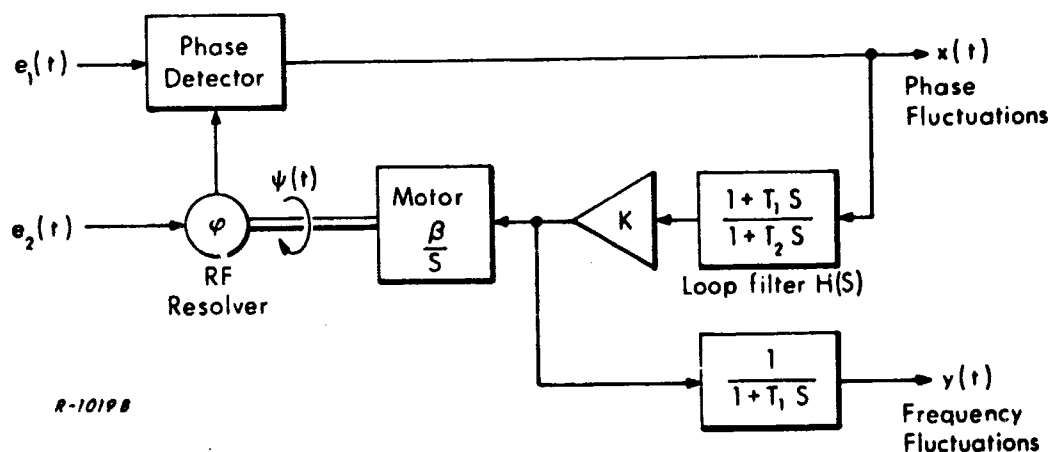 Phase
Detector
e₁(t)
x(t)
Phase
Fluctuations
ψ(t)
Motor
β
S
K
1 + T₁ S
1 + T₂ S
Loop filter H(S)
e₂(t)
φ
RF
Resolver
1
1 + T₁ S
y(t)
Frequency
Fluctuations
R-1019B